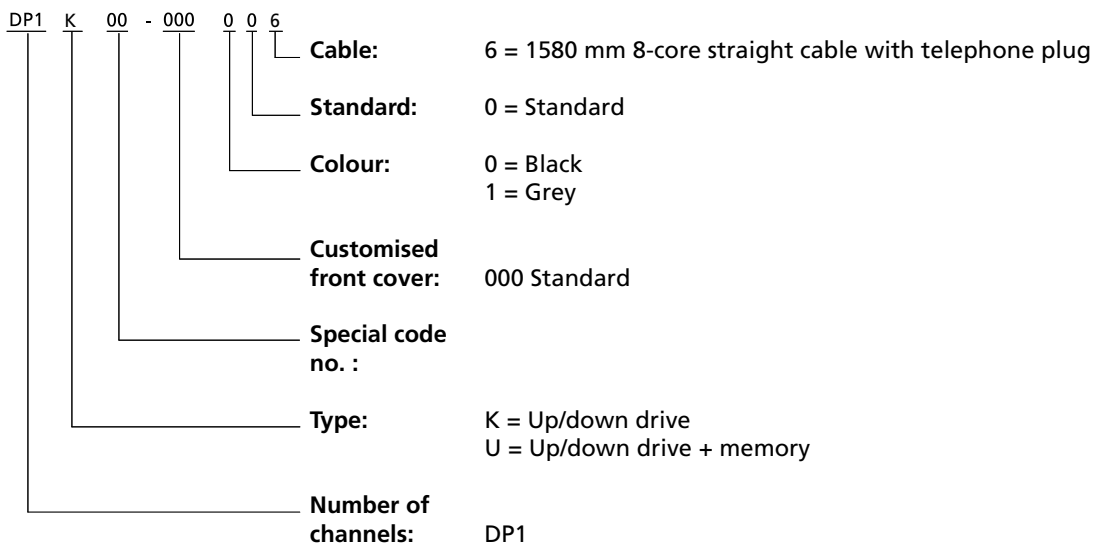 DP1 K 00 - 000 0 0 6
Cable: 6 = 1580 mm 8-core straight cable with telephone plug
Standard: 0 = Standard
Colour: 0 = Black
1 = Grey
Customised
front cover: 000 Standard
Special code
no. :
Type: K = Up/down drive
U = Up/down drive + memory
Number of
channels: DP1